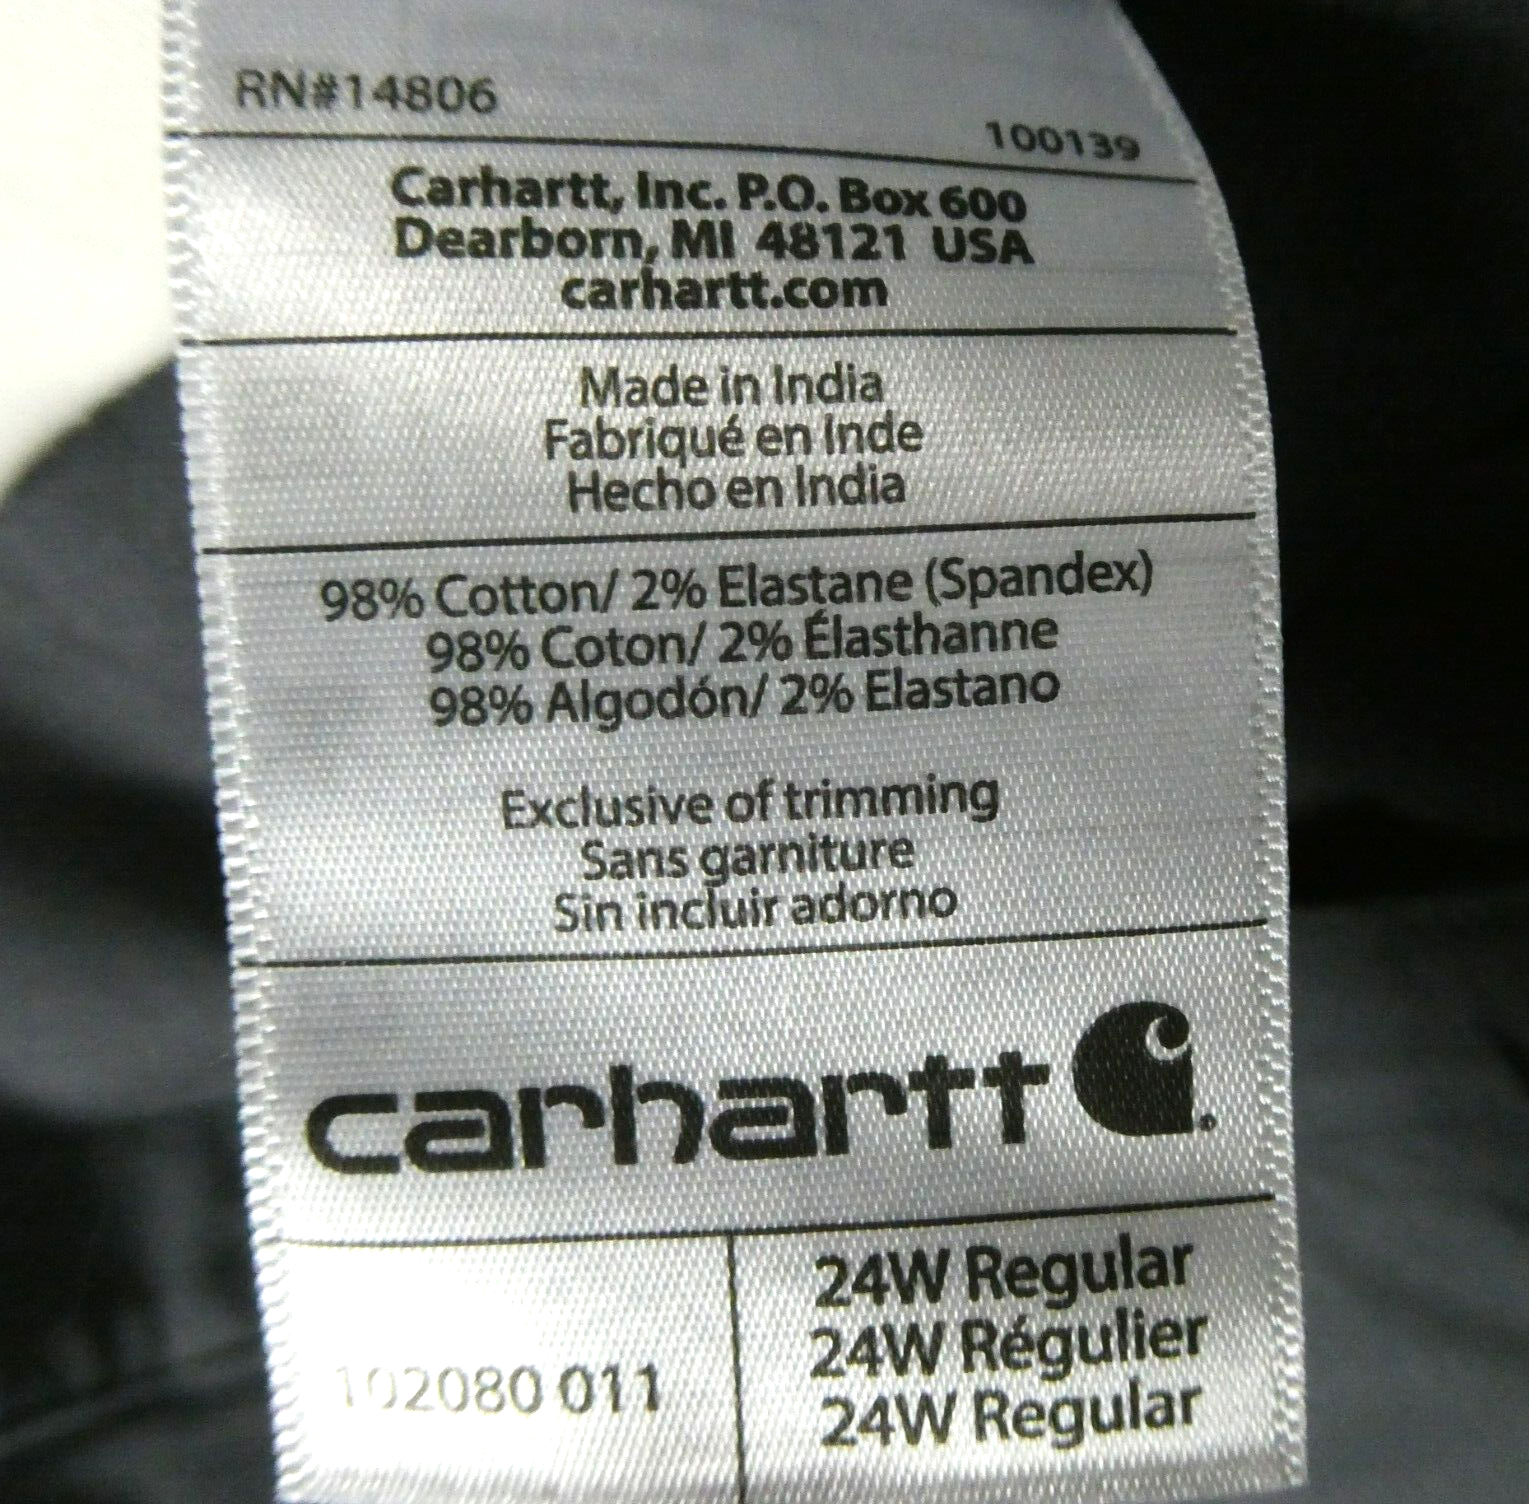 RN#14806
100139
Carhartt, Inc. P.O. Box 600
Dearborn, MI 48121 USA
carhartt.com
Made in India
Fabriqué en Inde
Hecho en India
98% Cotton/ 2% Elastane (Spandex)
98% Coton/ 2% Élasthanne
98% Algodón/ 2% Elastano
Exclusive of trimming
Sans garniture
Sin incluir adorno
carhartt
102080 011
24W Regular
24W Régulier
24W Regular